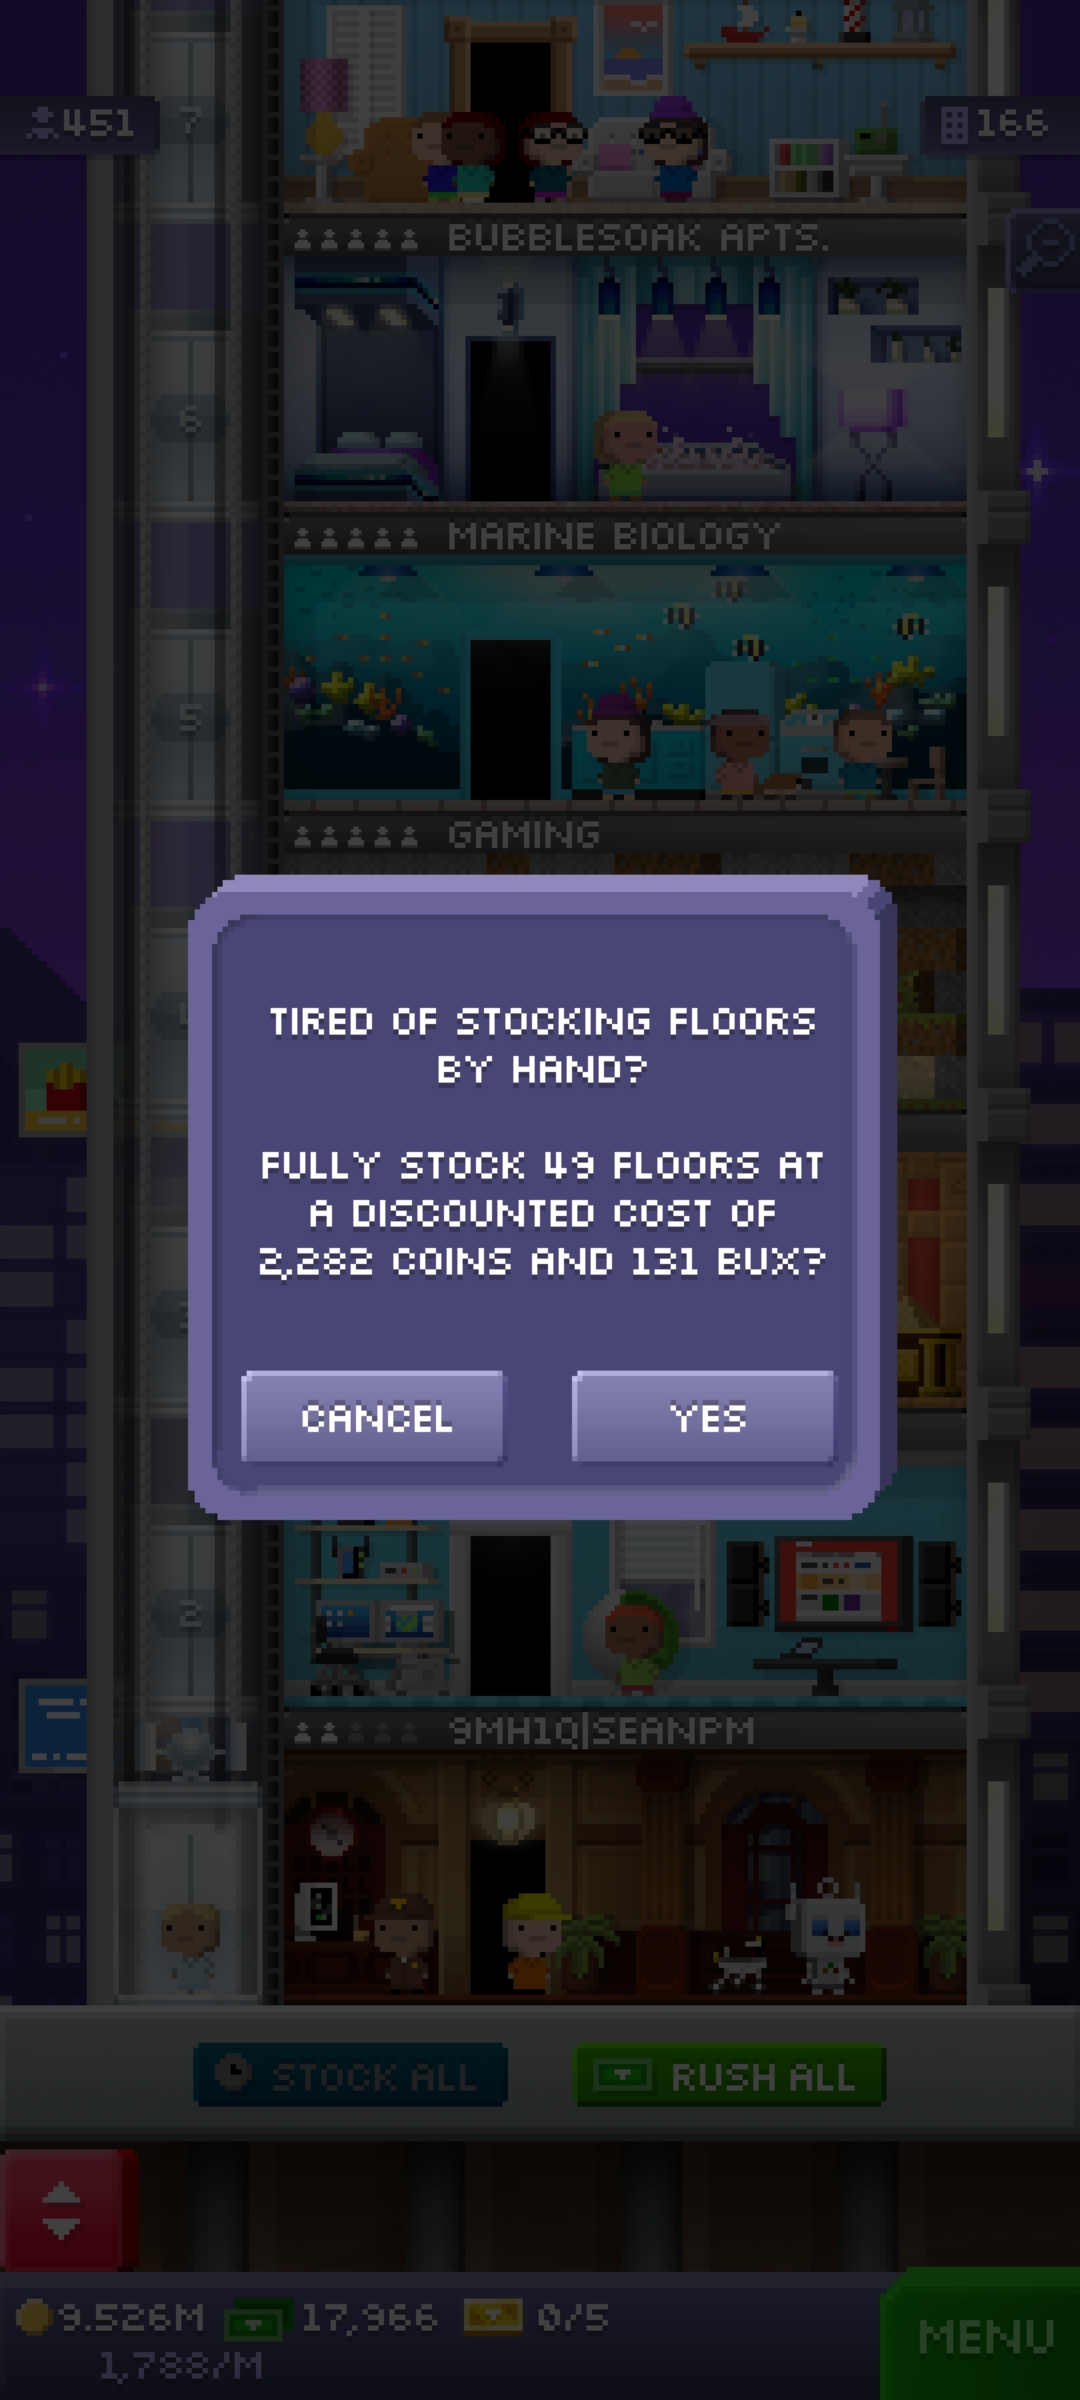 451
7
166
BUBBLESOAK APTS.
6
MARINE BIOLOGY
5
GAMING
TIRED OF STOCKING FLOORS
BY HAND?
FULLY STOCK 49 FLOORS AT
A DISCOUNTED COST OF
2,282 COINS AND 131 BUX?
CANCEL
YES
2
9MH1Q|SEANPM
STOCK ALL
RUSH ALL
9.526M
17,966
0/5
1,788/M
MENU